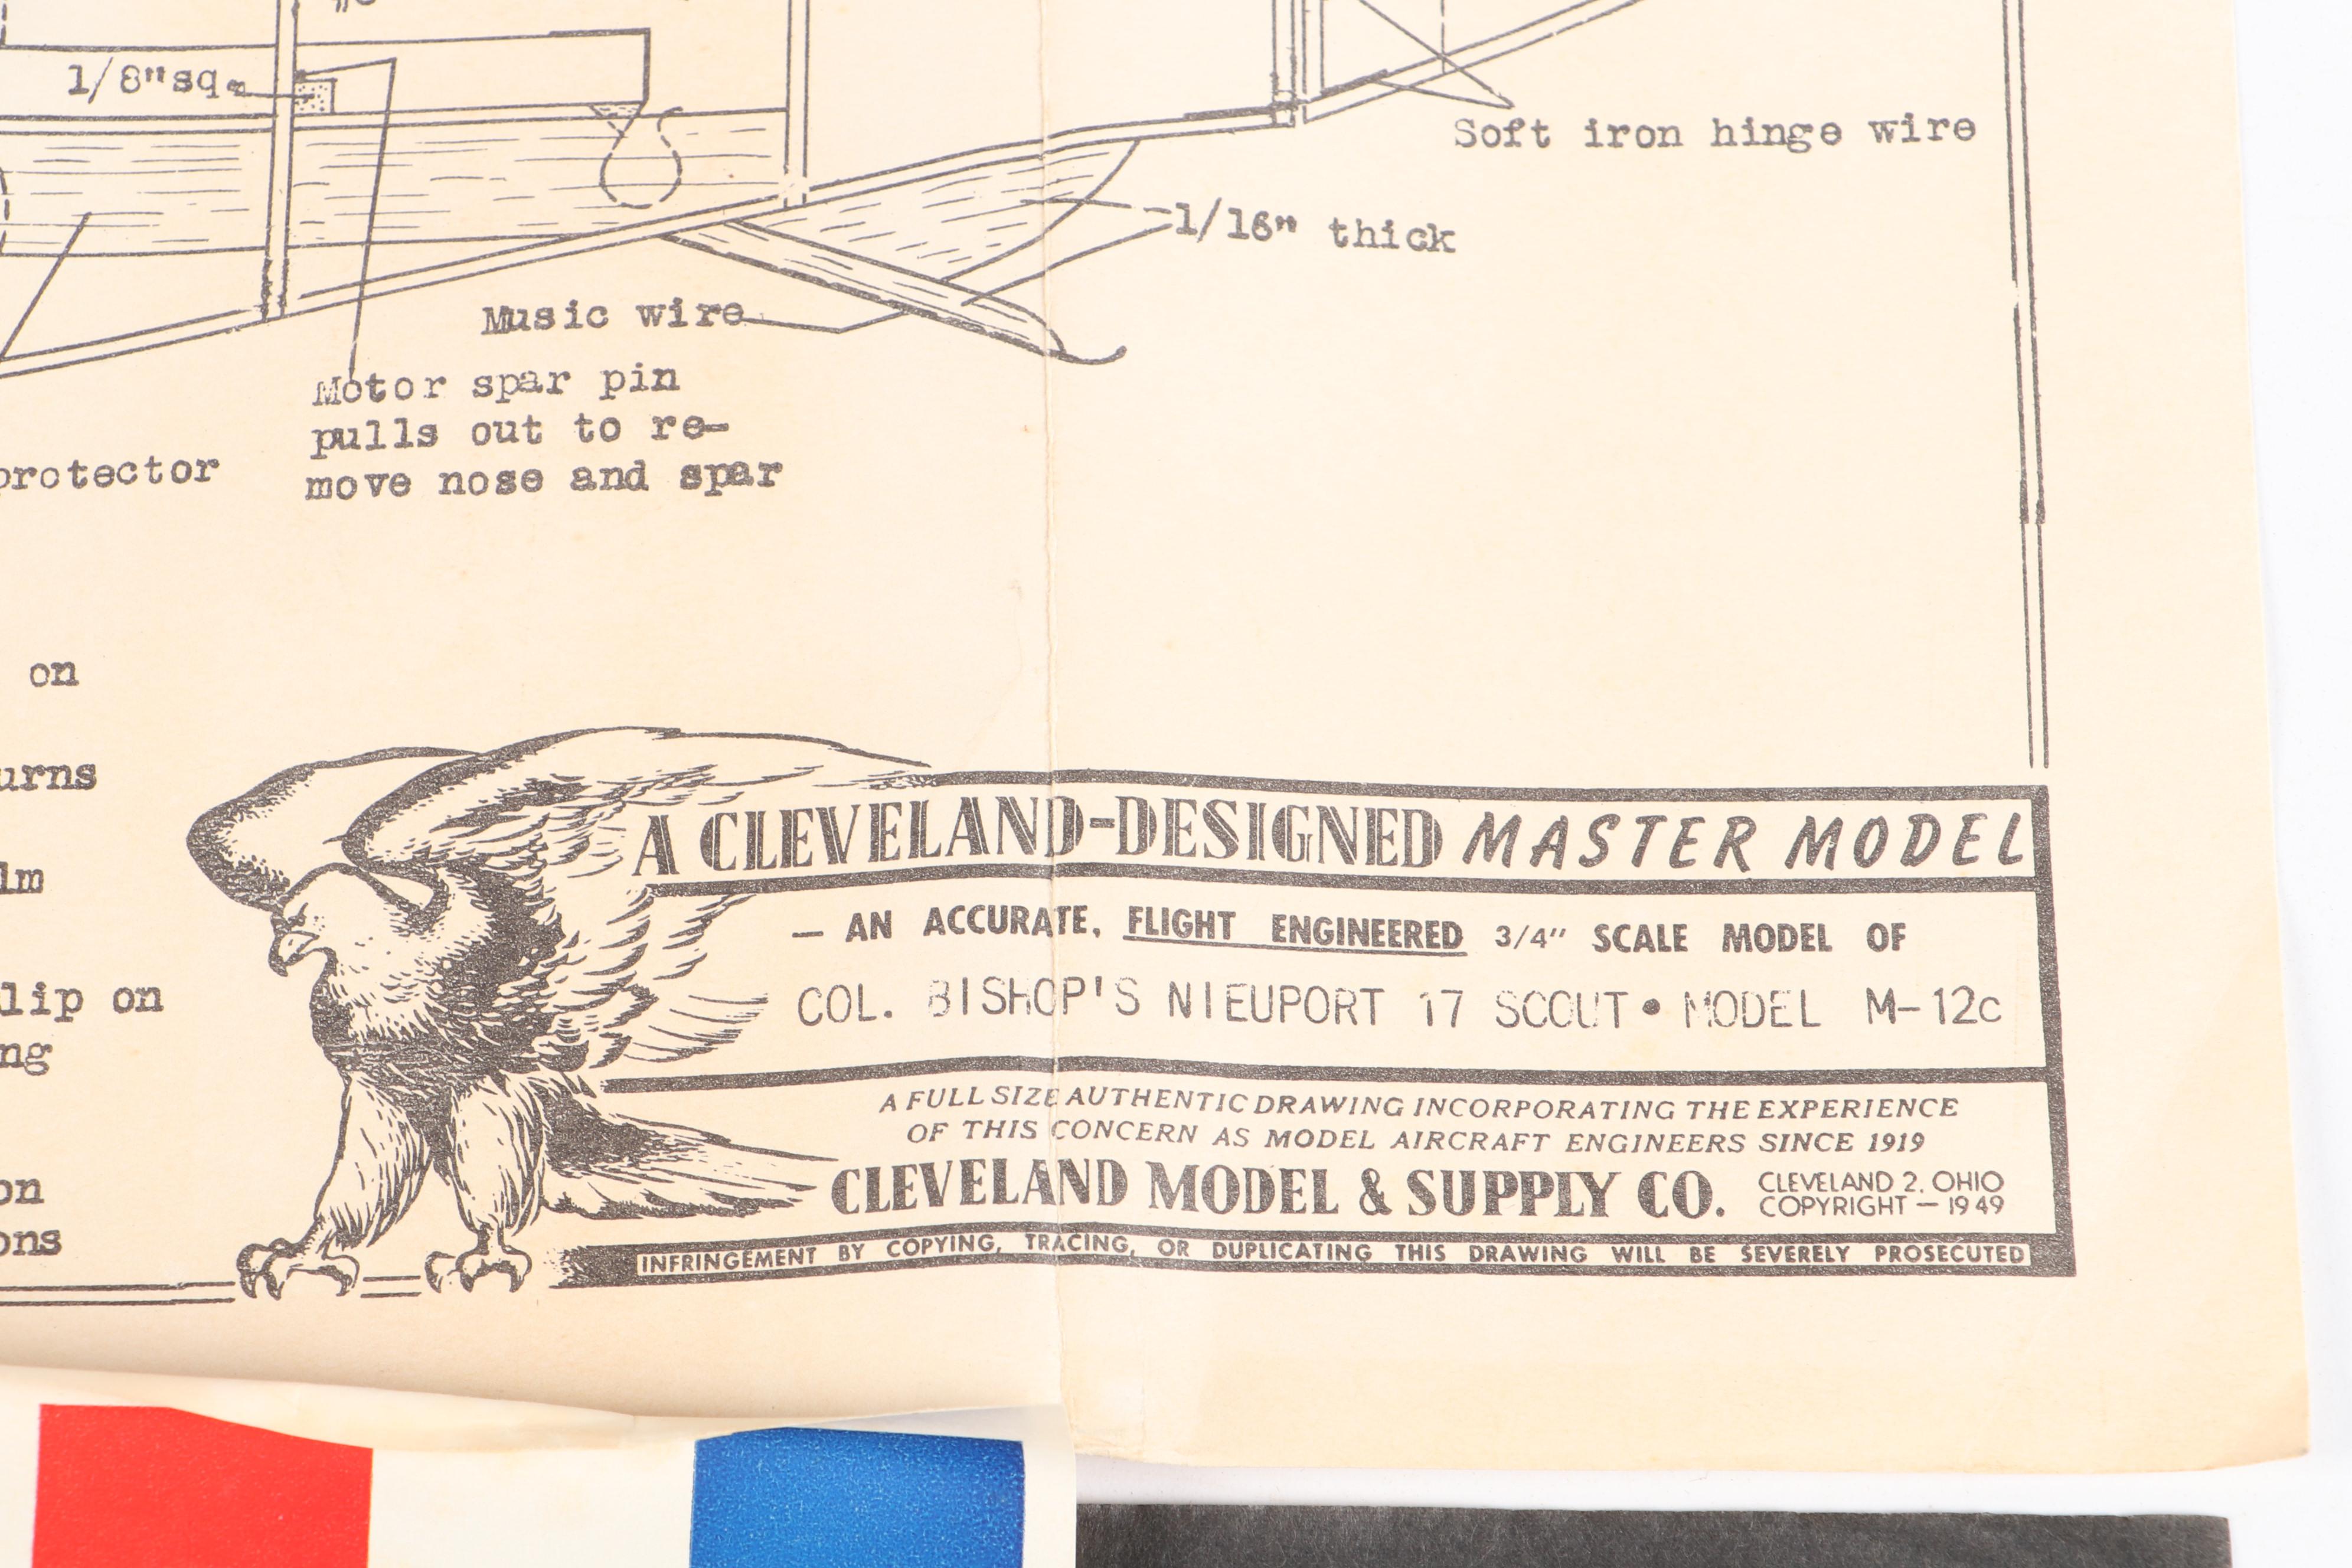 1/8"sq.
Soft iron hinge wire
1/16" thick
Music wire
Motor spar pin
pulls out to re-
move nose and spar
protector
on
urns
lm
lip on
ng
on
ons
A CLEVELAND-DESIGNED MASTER MODEL
— AN ACCURATE, FLIGHT ENGINEERED 3/4" SCALE MODEL OF
COL. BISHOP'S NIEUPORT 17 SCOUT • MODEL M-12c
A FULL SIZE AUTHENTIC DRAWING INCORPORATING THE EXPERIENCE
OF THIS CONCERN AS MODEL AIRCRAFT ENGINEERS SINCE 1919
CLEVELAND MODEL & SUPPLY CO.
CLEVELAND 2, OHIO
COPYRIGHT — 1949
INFRINGEMENT BY COPYING, TRACING, OR DUPLICATING THIS DRAWING WILL BE SEVERELY PROSECUTED